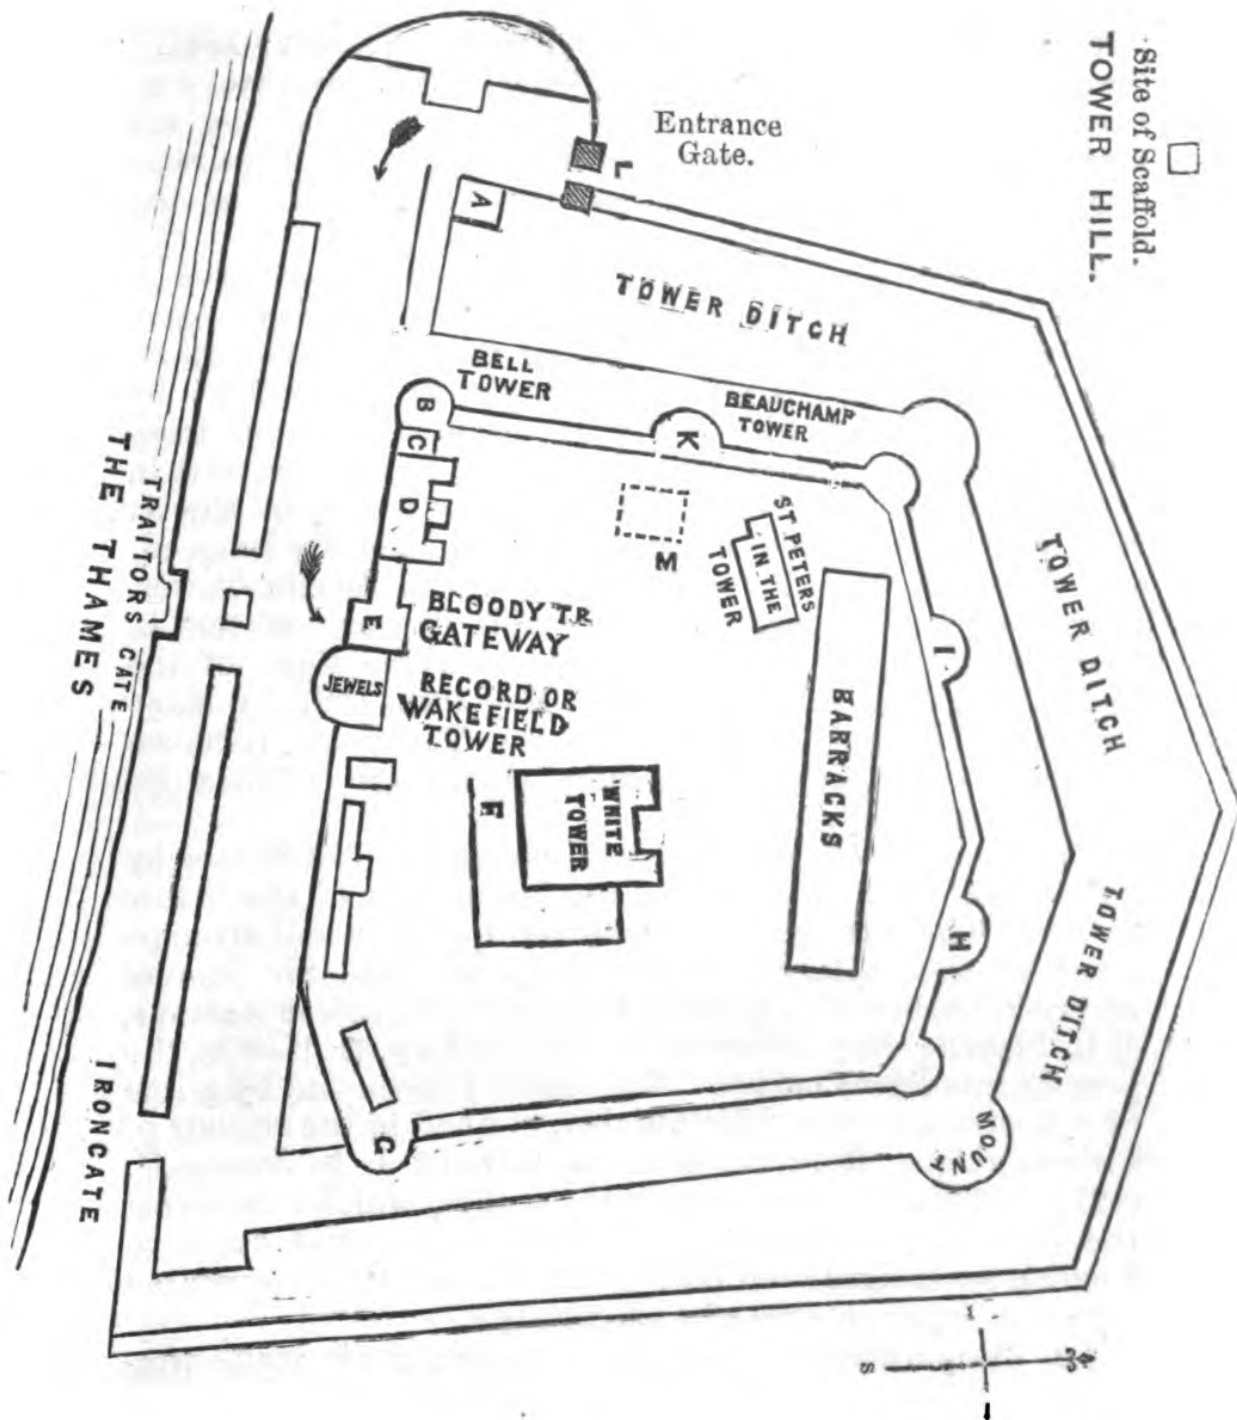 Site of Scaffold.
TOWER HILL.
Entrance
Gate.
L
A
TOWER DITCH
BELL
TOWER
BEAUCHAMP
TOWER
B
C
D
K
M
ST PETERS
IN THE
TOWER
TOWER DITCH
I
BLOODY TR
GATEWAY
E
JEWELS
RECORD OR
WAKEFIELD
TOWER
BARRACKS
WHITE
TOWER
F
H
TOWER DITCH
TRAITORS GATE
THE THAMES
IRONGATE
G
MOUNT
S